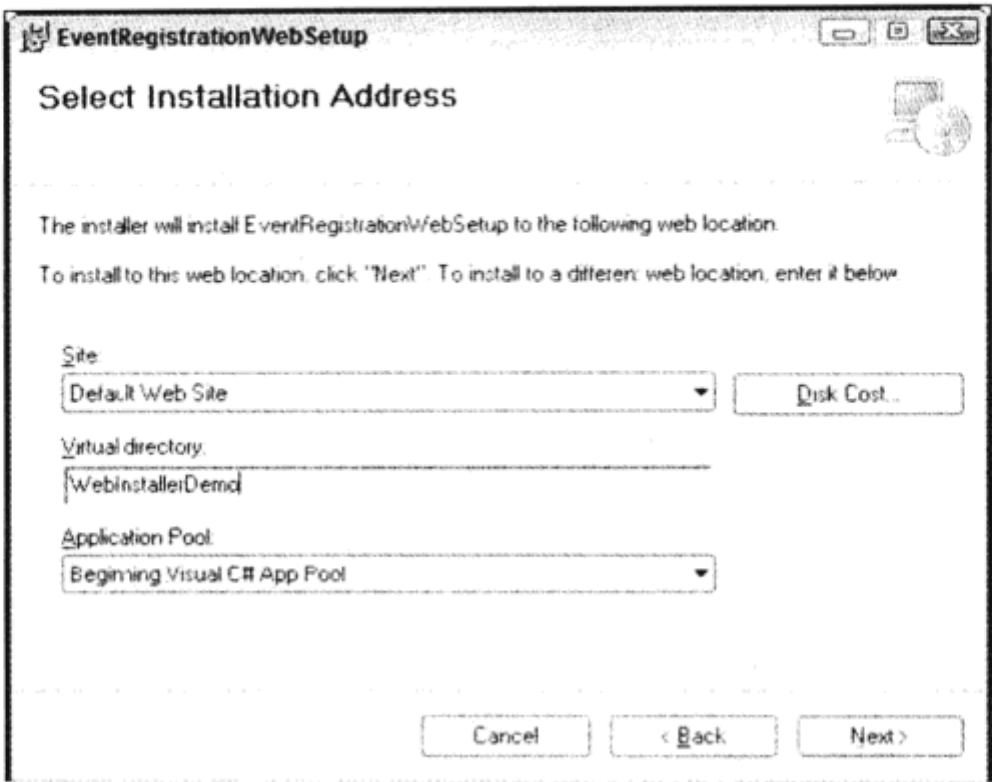 EventRegistrationWebSetup
Select Installation Address
The installer will install EventRegistrationWebSetup to the following web location.
To install to this web location, click "Next". To install to a different web location, enter it below.
Site:
Default Web Site
Disk Cost...
Virtual directory:
WebInstallerDemo
Application Pool:
Beginning Visual C# App Pool
Cancel
< Back
Next >